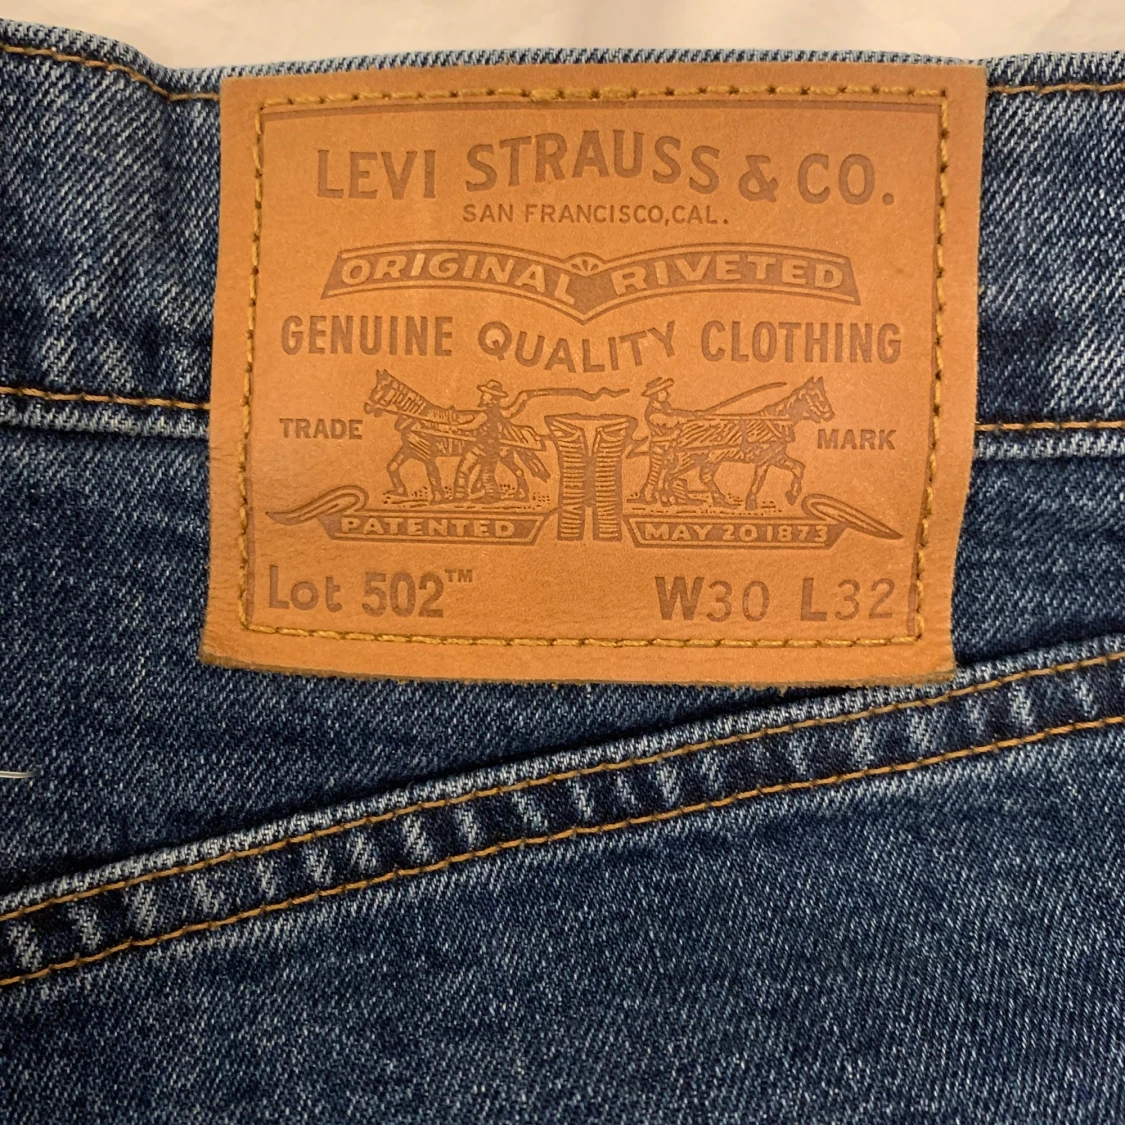 LEVI STRAUSS & CO.
SAN FRANCISCO, CAL.
ORIGINAL RIVETED
GENUINE QUALITY CLOTHING
TRADE MARK
PATENTED MAY 20 1873
Lot 502™ W30 L32